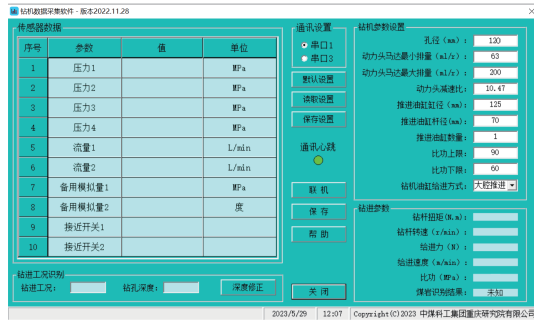 钻机数据采集软件 - 版本2022.11.28
传感器数据
序号 参数 值 单位
1 压力1 MPa
2 压力2 MPa
3 压力3 MPa
4 压力4 MPa
5 流量1 L/min
6 流量2 L/min
7 备用模拟量1 MPa
8 备用模拟量2 度
9 接近开关1
10 接近开关2
钻进工况识别
钻进工况: 钻孔深度: 深度修正
通讯设置
串口1
串口3
默认设置
读取设置
保存设置
通讯心跳
联机
保存
帮助
关闭
钻机参数设置
孔径(mm): 120
动力头马达最小排量(ml/r): 63
动力头马达最大排量(ml/r): 200
动力头减速比: 10.47
推进油缸缸径(mm): 125
推进油缸杆径(mm): 70
推进油缸数量: 1
比功上限: 90
比功下限: 60
钻机油缸给进方式: 大腔推进
钻进参数
钻杆扭矩(N.m):
钻杆转速(r/min):
给进力(N):
给进速度(m/min):
比功(MPa):
煤岩识别结果: 未知
2023/5/29 12:07 Copyright(C)2023 中煤科工集团重庆研究院有限公司